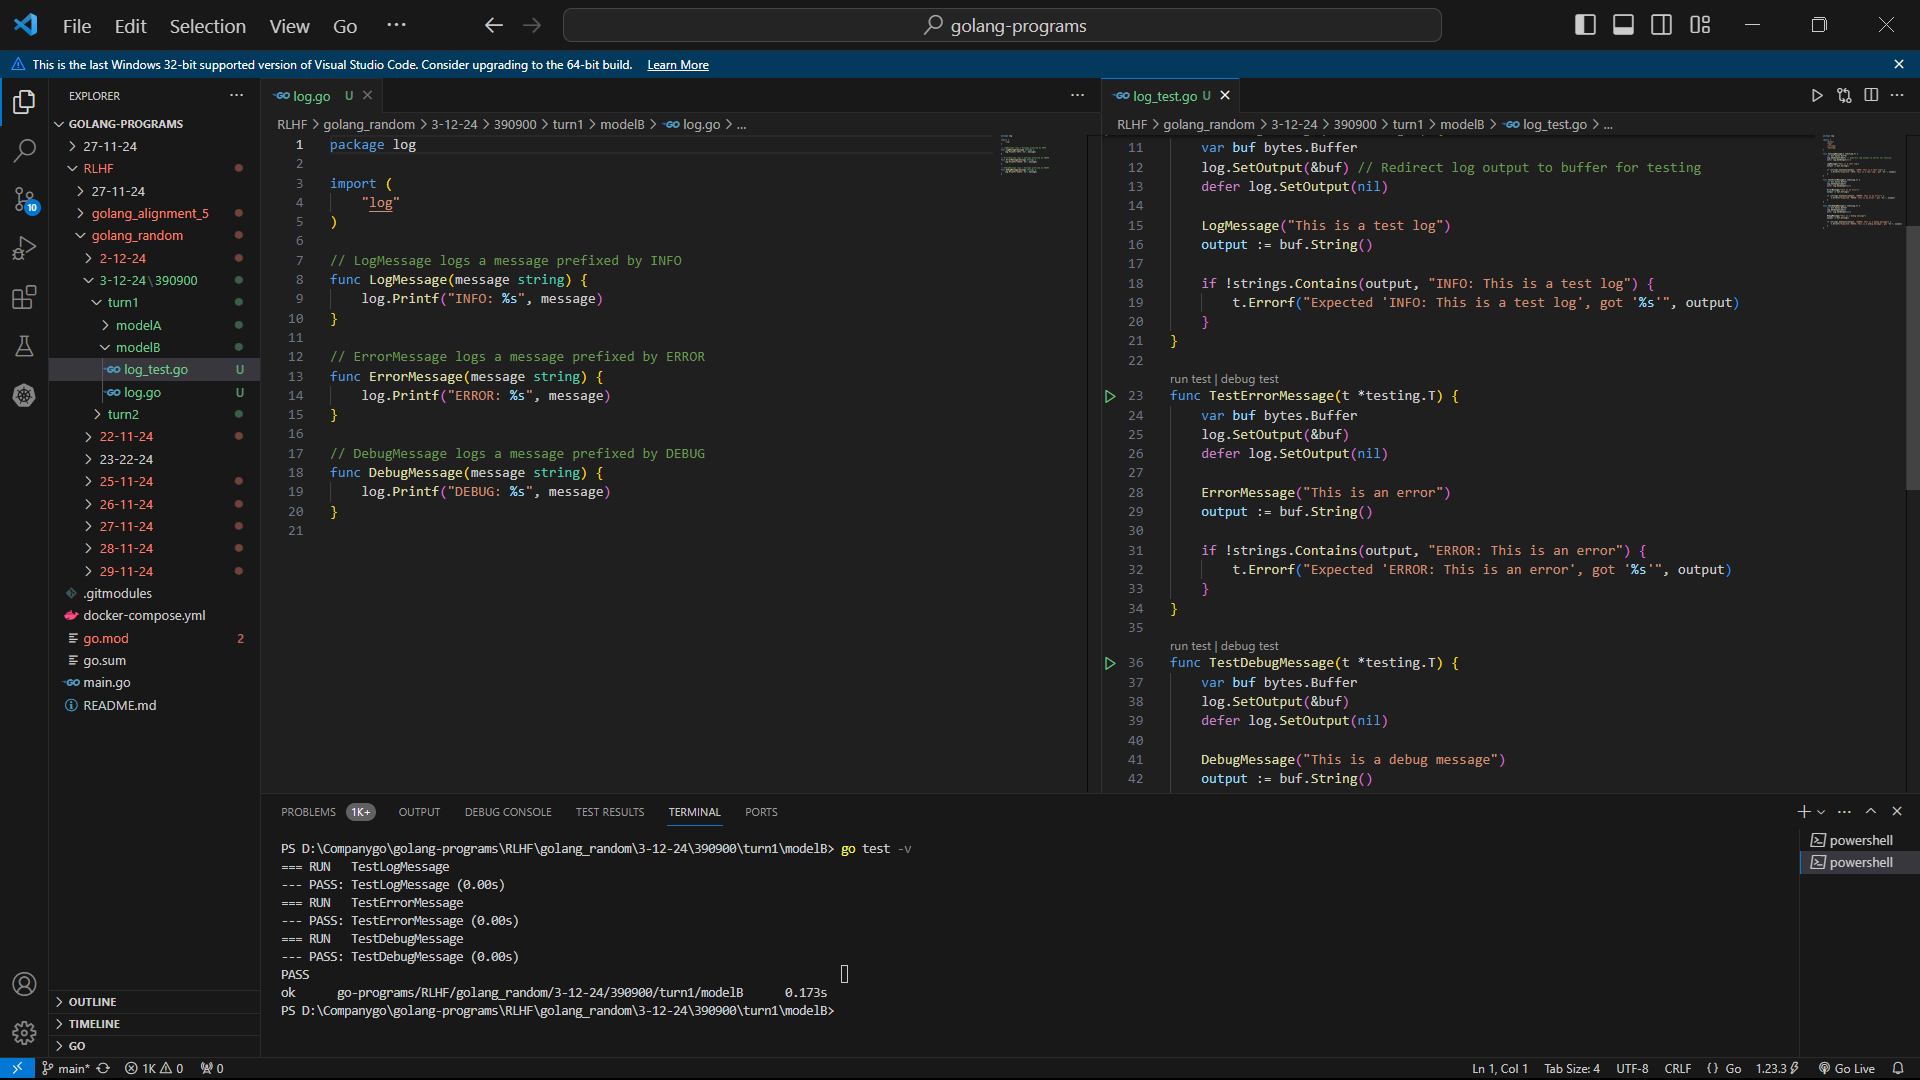 File Edit Selection View Go ···
golang-programs
This is the last Windows 32-bit supported version of Visual Studio Code. Consider upgrading to the 64-bit build. Learn More
EXPLORER
GOLANG-PROGRAMS
27-11-24
RLHF
27-11-24
golang_alignment_5
golang_random
2-12-24
3-12-24\390900
turn1
modelA
modelB
log_test.go U
log.go U
turn2
22-11-24
23-22-24
25-11-24
26-11-24
27-11-24
28-11-24
29-11-24
.gitmodules
docker-compose.yml
go.mod 2
go.sum
main.go
README.md
OUTLINE
TIMELINE
GO
10
log.go U
RLHF > golang_random > 3-12-24 > 390900 > turn1 > modelB > log.go > ...
1 package log
2
3 import (
4 "log"
5 )
6
7 // LogMessage logs a message prefixed by INFO
8 func LogMessage(message string) {
9 log.Printf("INFO: %s", message)
10 }
11
12 // ErrorMessage logs a message prefixed by ERROR
13 func ErrorMessage(message string) {
14 log.Printf("ERROR: %s", message)
15 }
16
17 // DebugMessage logs a message prefixed by DEBUG
18 func DebugMessage(message string) {
19 log.Printf("DEBUG: %s", message)
20 }
21
log_test.go U
RLHF > golang_random > 3-12-24 > 390900 > turn1 > modelB > log_test.go > ...
11 var buf bytes.Buffer
12 log.SetOutput(&buf) // Redirect log output to buffer for testing
13 defer log.SetOutput(nil)
14
15 LogMessage("This is a test log")
16 output := buf.String()
17
18 if !strings.Contains(output, "INFO: This is a test log") {
19 t.Errorf("Expected 'INFO: This is a test log', got '%s'", output)
20 }
21 }
22
run test | debug test
23 func TestErrorMessage(t *testing.T) {
24 var buf bytes.Buffer
25 log.SetOutput(&buf)
26 defer log.SetOutput(nil)
27
28 ErrorMessage("This is an error")
29 output := buf.String()
30
31 if !strings.Contains(output, "ERROR: This is an error") {
32 t.Errorf("Expected 'ERROR: This is an error', got '%s'", output)
33 }
34 }
35
run test | debug test
36 func TestDebugMessage(t *testing.T) {
37 var buf bytes.Buffer
38 log.SetOutput(&buf)
39 defer log.SetOutput(nil)
40
41 DebugMessage("This is a debug message")
42 output := buf.String()
PROBLEMS 1K+ OUTPUT DEBUG CONSOLE TEST RESULTS TERMINAL PORTS
PS D:\Companygo\golang-programs\RLHF\golang_random\3-12-24\390900\turn1\modelB> go test -v
=== RUN TestLogMessage
--- PASS: TestLogMessage (0.00s)
=== RUN TestErrorMessage
--- PASS: TestErrorMessage (0.00s)
=== RUN TestDebugMessage
--- PASS: TestDebugMessage (0.00s)
PASS
ok go-programs/RLHF/golang_random/3-12-24/390900/turn1/modelB 0.173s
PS D:\Companygo\golang-programs\RLHF\golang_random\3-12-24\390900\turn1\modelB>
powershell
powershell
main* 1K 0 0 Ln 1, Col 1 Tab Size: 4 UTF-8 CRLF {} Go 1.23.3 Go Live